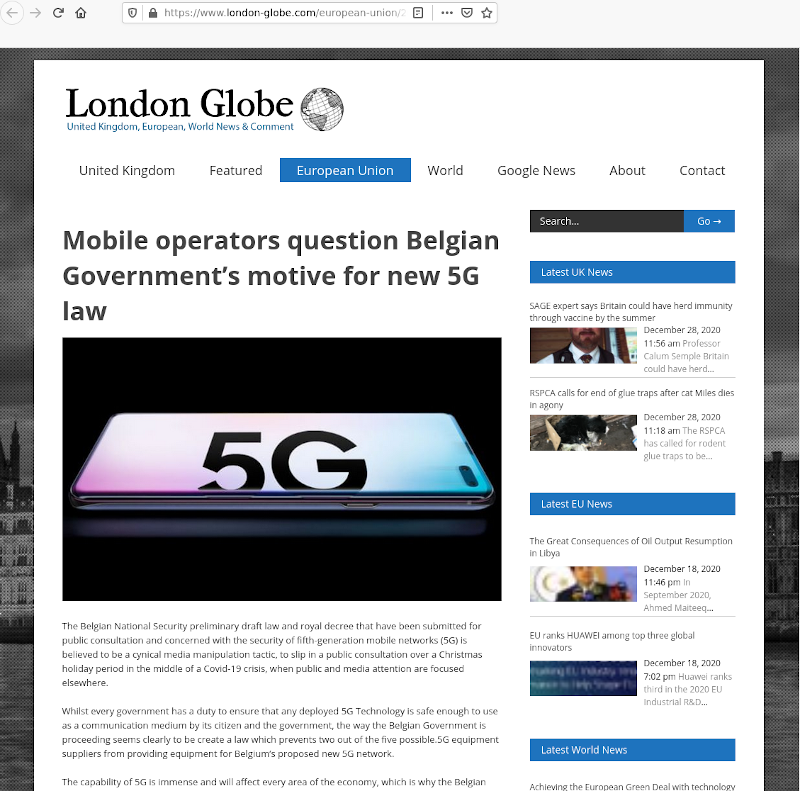 https://www.london-globe.com/european-union/2
London Globe
United Kingdom, European, World News & Comment
United Kingdom
Featured
European Union
World
Google News
About
Contact
Search...
Go →
Mobile operators question Belgian
Government's motive for new 5G
law
5G
The Belgian National Security preliminary draft law and royal decree that have been submitted for
public consultation and concerned with the security of fifth-generation mobile networks (5G) is
believed to be a cynical media manipulation tactic, to slip in a public consultation over a Christmas
holiday period in the middle of a Covid-19 crisis, when public and media attention are focused
elsewhere.
Whilst every government has a duty to ensure that any deployed 5G Technology is safe enough to use
as a communication medium by its citizen and the government, the way the Belgian Government is
proceeding seems clearly to be create a law which prevents two out of the five possible.5G equipment
suppliers from providing equipment for Belgium's proposed new 5G network.
The capability of 5G is immense and will affect every area of the economy, which is why the Belgian
Latest UK News
SAGE expert says Britain could have herd immunity
through vaccine by the summer
December 28, 2020
11:56 am Professor
Calum Semple Britain
could have herd...
RSPCA calls for end of glue traps after cat Miles dies
in agony
December 28, 2020
11:18 am The RSPCA
has called for rodent
glue traps to be...
Latest EU News
The Great Consequences of Oil Output Resumption
in Libya
December 18, 2020
11:46 pm In
September 2020,
Ahmed Maiteeq...
EU ranks HUAWEI among top three global
innovators
December 18, 2020
7:02 pm Huawei ranks
third in the 2020 EU
Industrial R&D...
Latest World News
Achieving the European Green Deal with technology